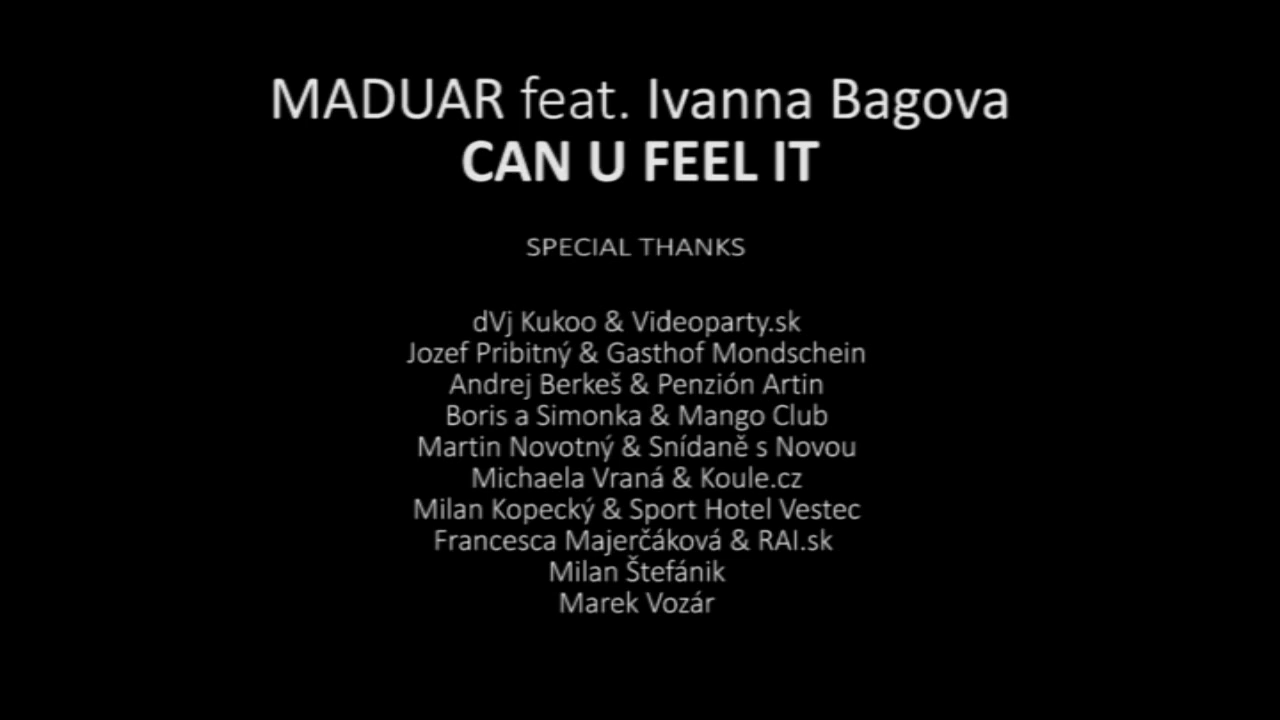 MADUAR feat. Ivanna Bagova
CAN U FEEL IT
SPECIAL THANKS
dVj Kukoo & Videoparty.sk
Jozef Pribitný & Gasthof Mondschein
Andrej Berkeš & Penzión Artin
Boris a Simonka & Mango Club
Martin Novotný & Snídaně s Novou
Michaela Vraná & Koule.cz
Milan Kopecký & Sport Hotel Vestec
Francesca Majerčáková & RAI.sk
Milan Štefánik
Marek Vozár